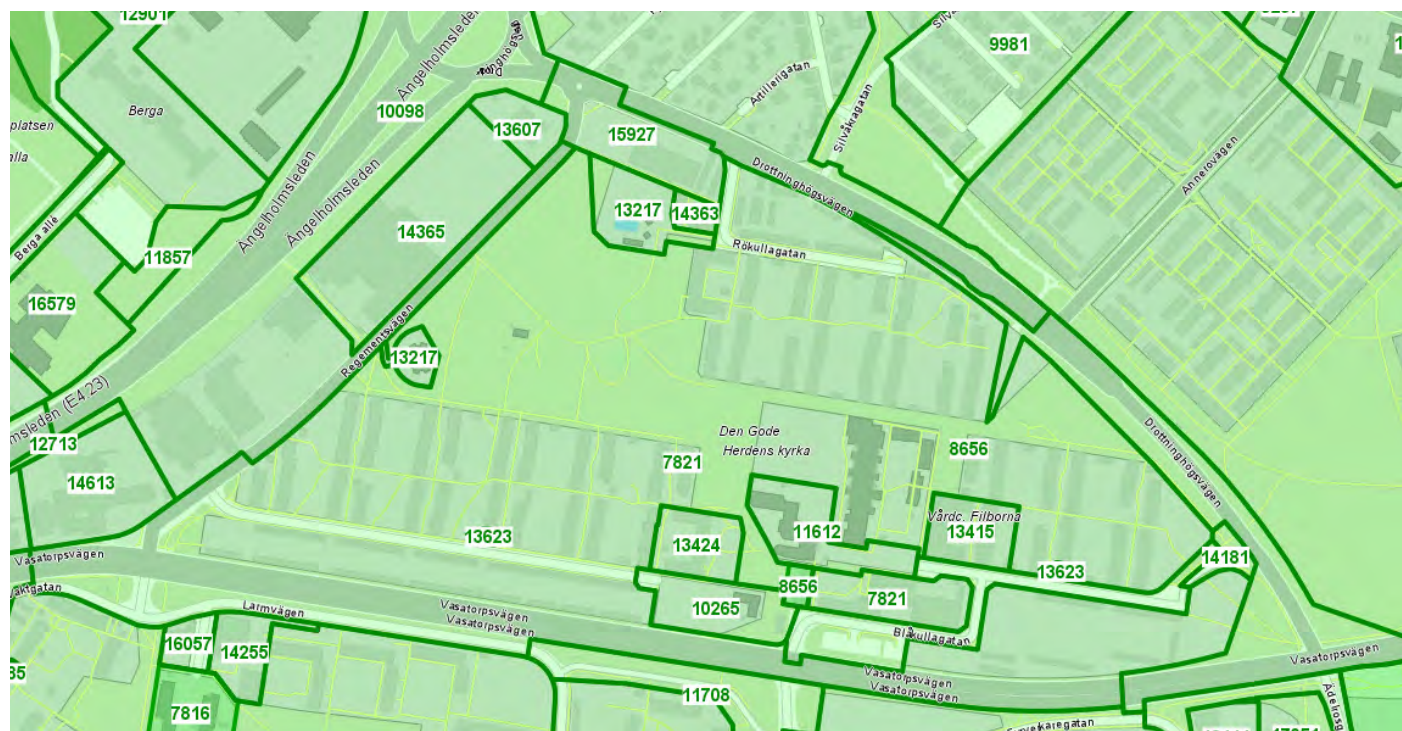 12901
Ängelholmsleden
9981
Berga
10098
Artillerigatan
Silvåkragatan
13607
15927
Annerovägen
Drottninghögsvägen
Ängelholmsleden
Ängelholmsleden
Berga allé
13217
14363
14365
Rökullagatan
11857
16579
Regementsvägen
13217
msleden (E4.23)
12713
14613
Den Gode
Herdens kyrka
7821
8656
Drottninghögsvägen
Vårdc. Filborna
13415
11612
13623
13424
14181
13623
Vasatorpsvägen
8656
7821
10265
Larmvägen
Vasatorpsvägen
Vasatorpsvägen
Blåkullagatan
16057
14255
Vasatorpsvägen
Vasatorpsvägen
Vasatorpsvägen
11708
7816